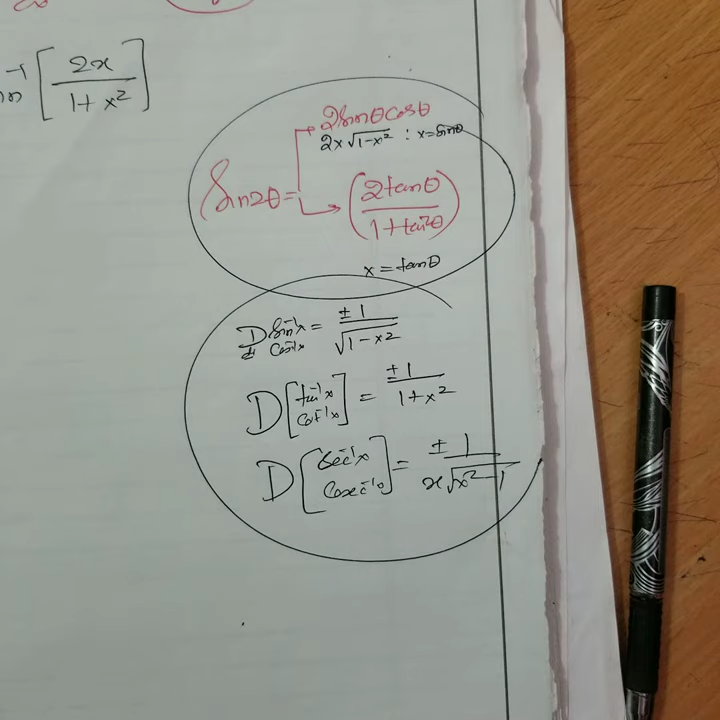 [2x / 1 + x²]
2sinθcosθ
2x√(1-x²) : x=sinθ
Sin2θ =
(2tanθ / 1+tan²θ)
x = tanθ
D sin⁻¹x = ±1 / √(1-x²)
Cos⁻¹x
D [tan⁻¹x = ±1 / 1+x²
cot⁻¹x]
D [Sec⁻¹x = ±1 / x√(x²-1)
Cosec⁻¹x]